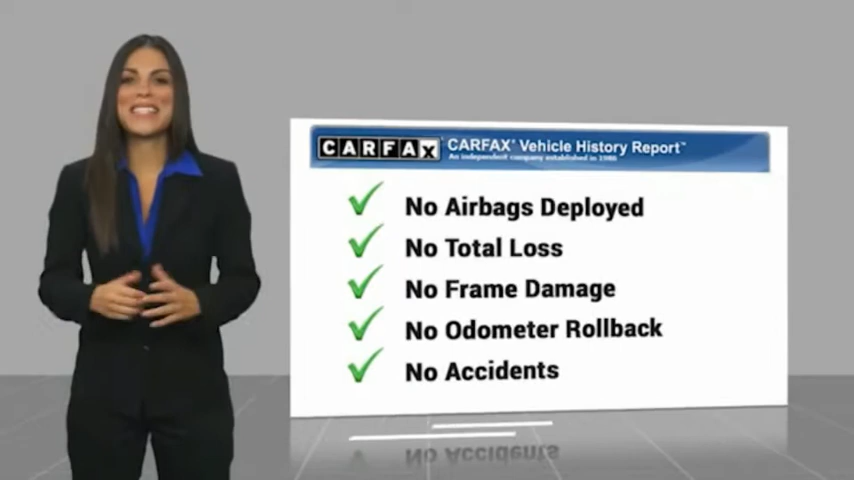 CARFAX CARFAX® Vehicle History Report™
An independent company established in 1986
No Airbags Deployed
No Total Loss
No Frame Damage
No Odometer Rollback
No Accidents